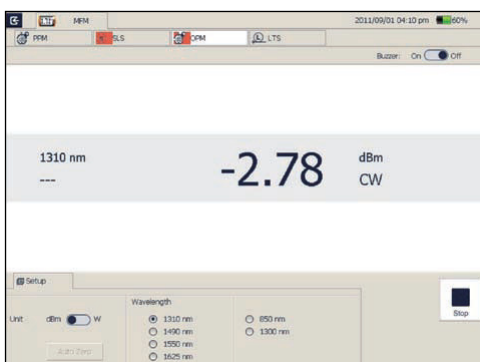 MFM 2011/09/01 04:10 pm 60%
PPM SLS OPM LTS
Buzzer: On Off
1310 nm -2.78 dBm
--- CW
Setup
Wavelength
Unit dBm W 1310 nm 850 nm
1490 nm 1300 nm
Auto Zero 1550 nm
1625 nm
Stop